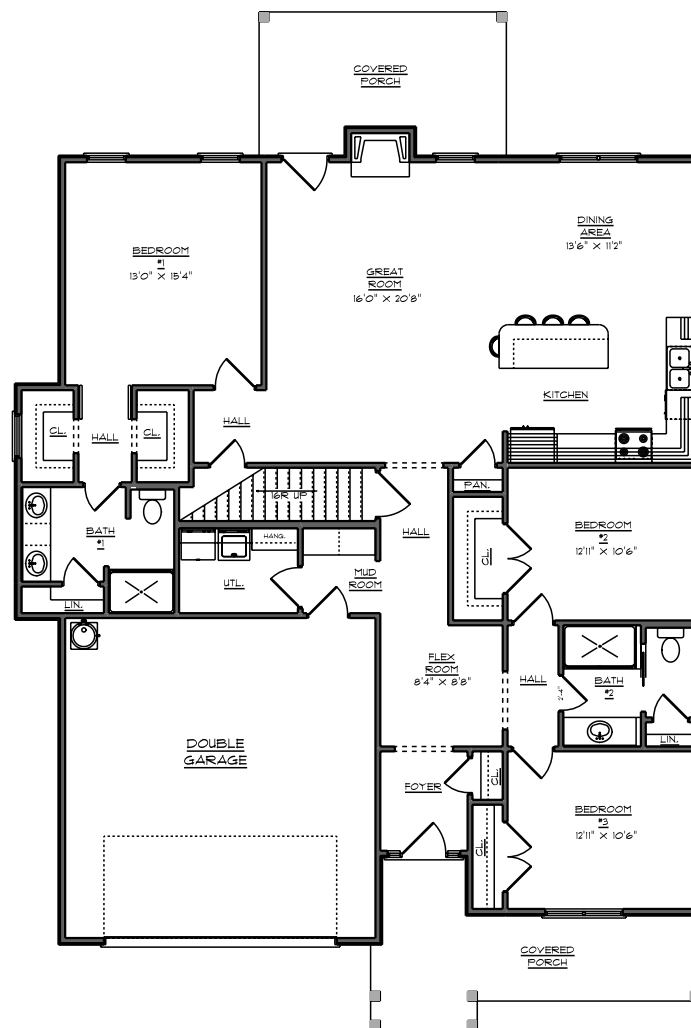 COVERED
PORCH
BEDROOM
#1
13'0" X 15'4"
DINING
AREA
13'6" X 11'2"
GREAT
ROOM
16'0" X 20'8"
KITCHEN
CL.
HALL
CL.
HALL
PAN.
16R UP
BATH
#1
HALL
HANG.
UTL.
MUD
ROOM
CL.
BEDROOM
#2
12'11" X 10'6"
LIN.
FLEX
ROOM
8'4" X 8'8"
HALL
2'-4"
BATH
#2
LIN.
DOUBLE
GARAGE
FOYER
CL.
CL.
BEDROOM
#3
12'11" X 10'6"
COVERED
PORCH